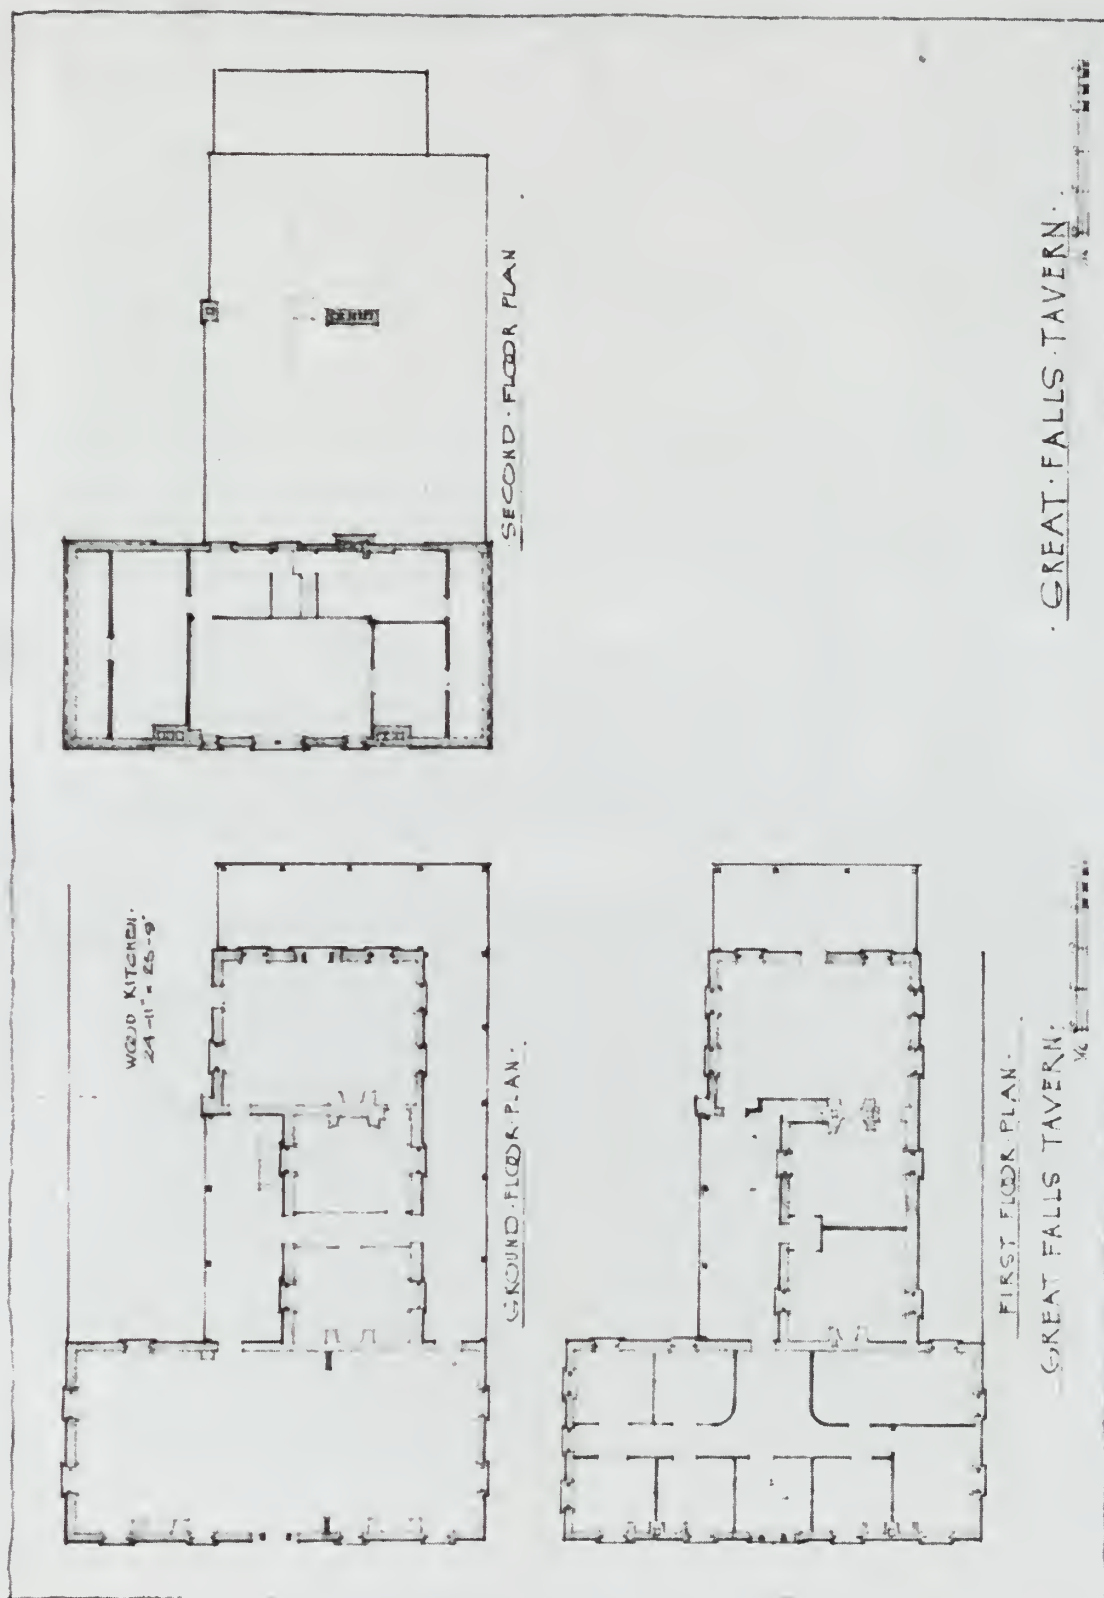 SECOND·FLOOR PLAN
·GREAT·FALLS·TAVERN·
WOOD KITCHEN·
24'-11" × 25'-9"
GROUND·FLOOR·PLAN·
FIRST FLOOR·PLAN·
GREAT FALLS TAVERN·